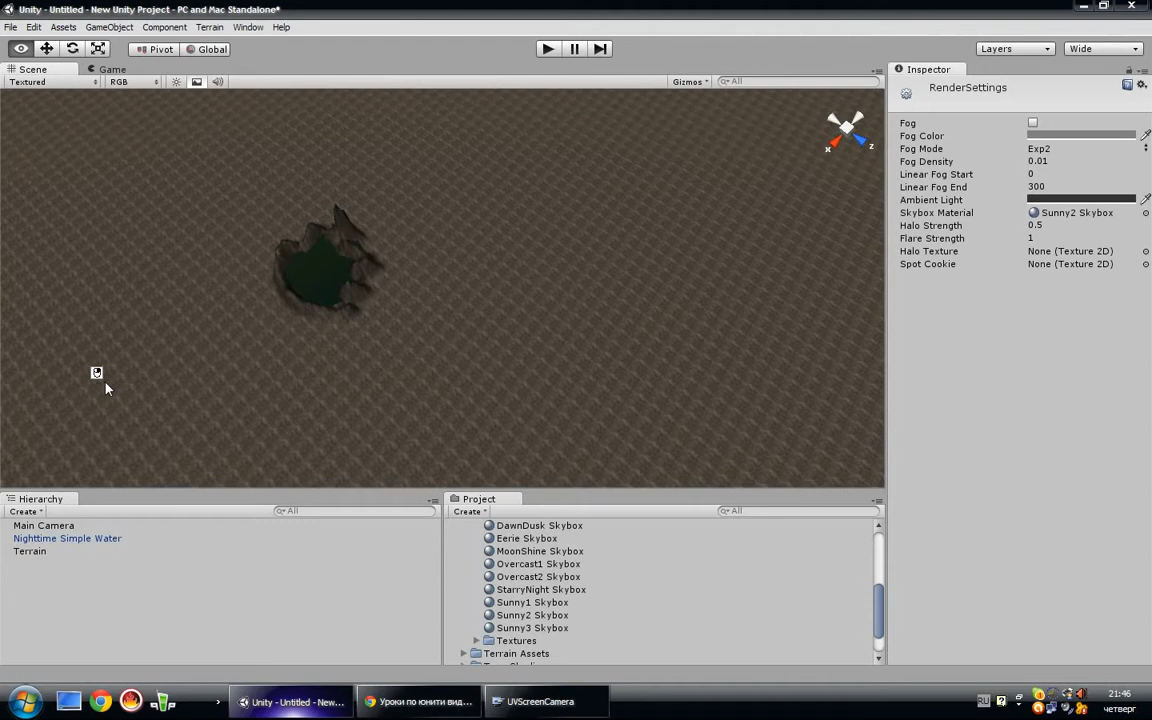 Unity - Untitled - New Unity Project - PC and Mac Standalone*
File Edit Assets GameObject Component Terrain Window Help
Pivot Global Layers Wide
Scene Game
Textured RGB Gizmos All
x z
Inspector
RenderSettings
Fog
Fog Color
Fog Mode Exp2
Fog Density 0.01
Linear Fog Start 0
Linear Fog End 300
Ambient Light
Skybox Material Sunny2 Skybox
Halo Strength 0.5
Flare Strength 1
Halo Texture None (Texture 2D)
Spot Cookie None (Texture 2D)
Hierarchy
Create All
Main Camera
Nighttime Simple Water
Terrain
Project
Create All
DawnDusk Skybox
Eerie Skybox
MoonShine Skybox
Overcast1 Skybox
Overcast2 Skybox
StarryNight Skybox
Sunny1 Skybox
Sunny2 Skybox
Sunny3 Skybox
Textures
Terrain Assets
Unity - Untitled - New... Уроки по юнити вид... UVScreenCamera RU 21:46
четверг